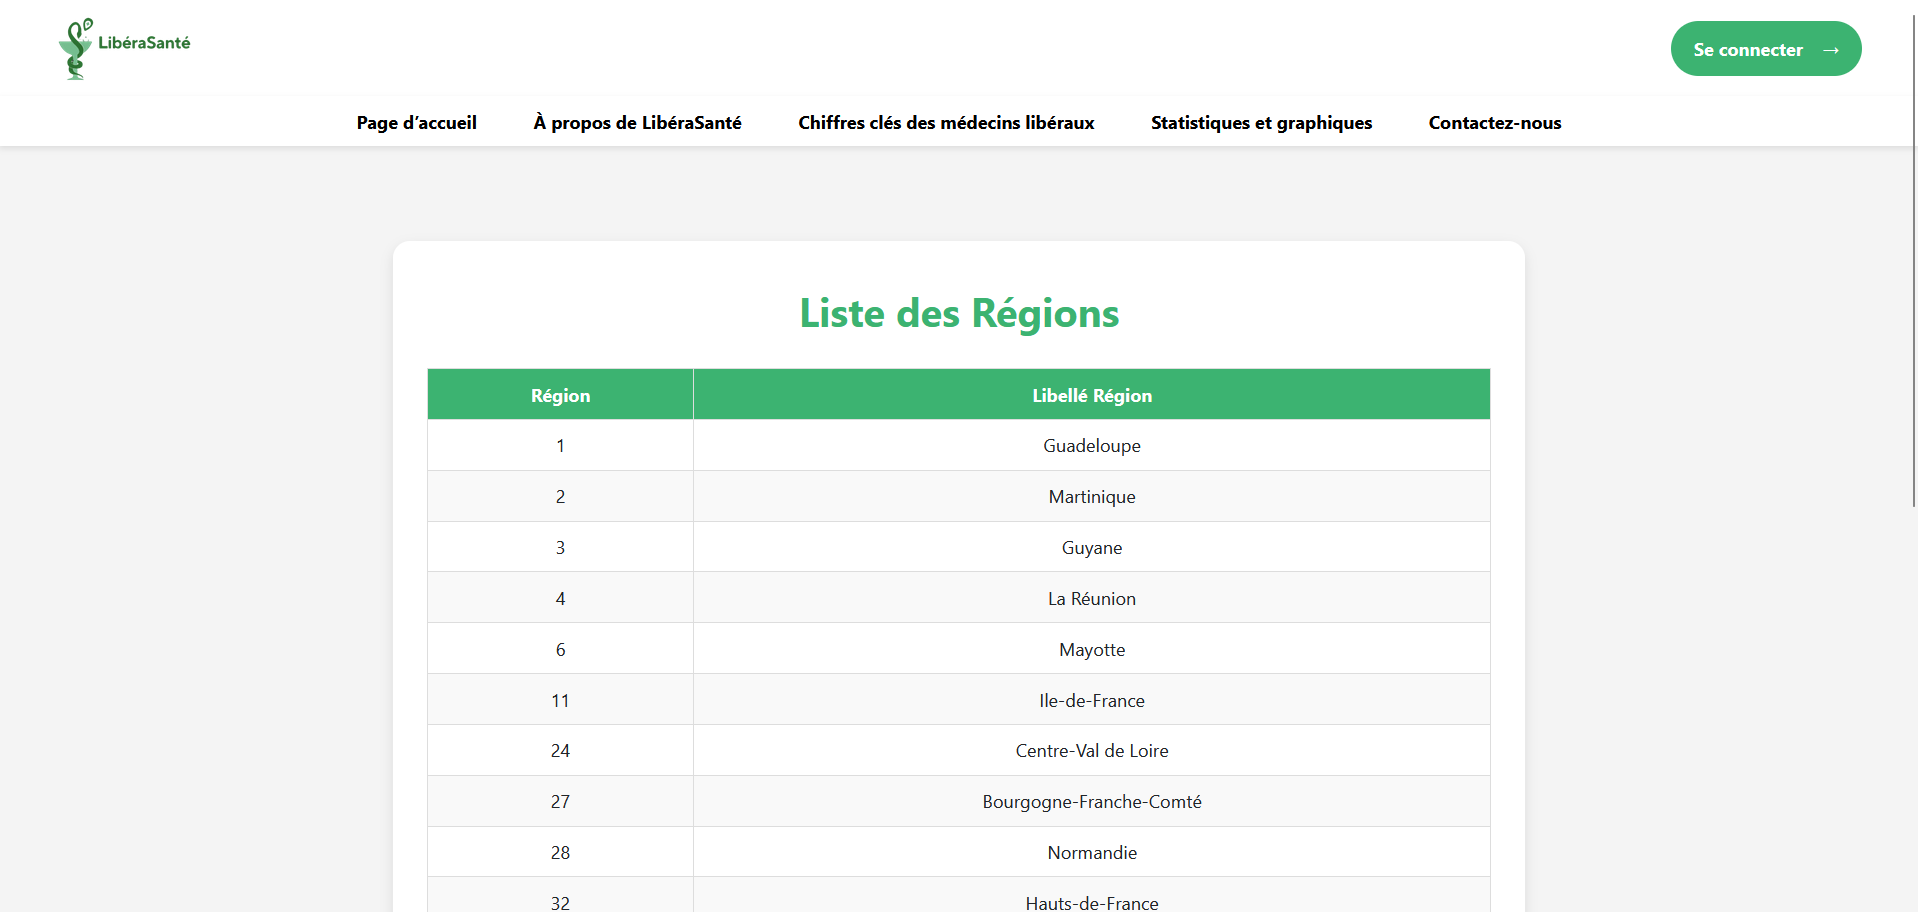 LibéraSanté
Se connecter →
Page d’accueil À propos de LibéraSanté Chiffres clés des médecins libéraux Statistiques et graphiques Contactez-nous
Liste des Régions
Région Libellé Région
1 Guadeloupe
2 Martinique
3 Guyane
4 La Réunion
6 Mayotte
11 Ile-de-France
24 Centre-Val de Loire
27 Bourgogne-Franche-Comté
28 Normandie
32 Hauts-de-France